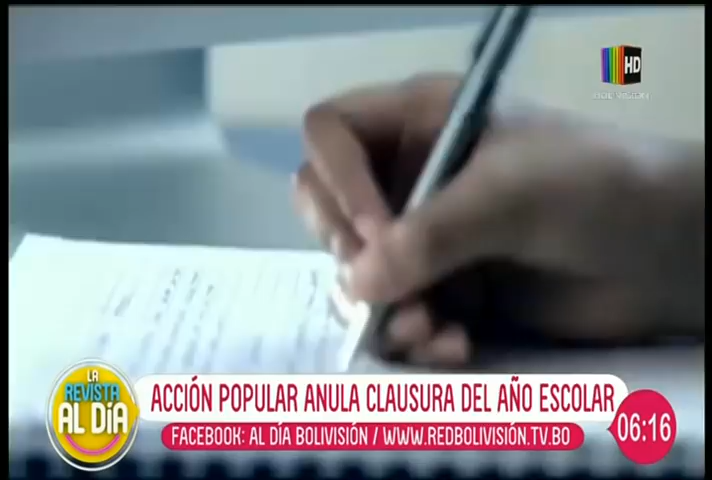 HD
LA
REVISTA
AL DÍA
ACCIÓN POPULAR ANULA CLAUSURA DEL AÑO ESCOLAR
FACEBOOK: AL DÍA BOLIVISIÓN / WWW.REDBOLIVISIÓN.TV.BO
06:16